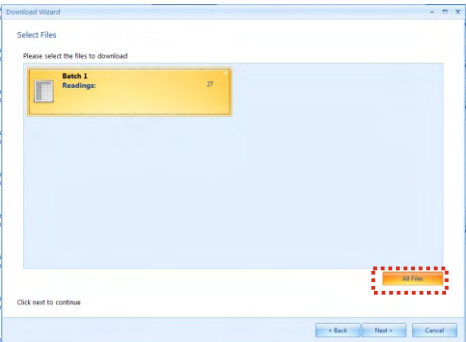 Download Wizard
Select Files
Please select the files to download
Batch 1
Readings: 27
All Files
Click next to continue
< Back Next > Cancel